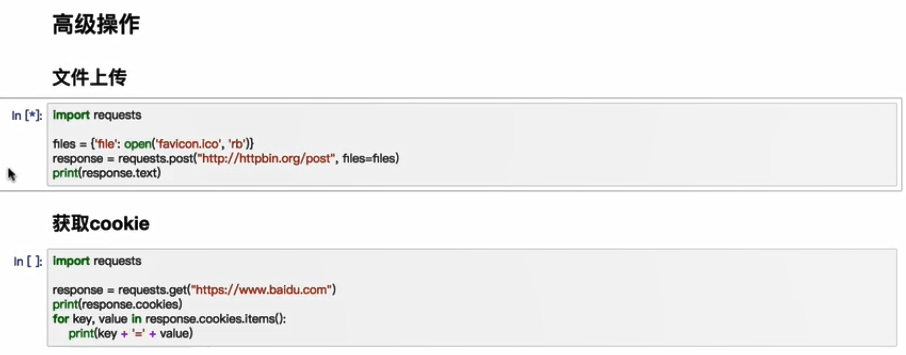 高级操作
文件上传
In [*]:
import requests
files = {'file': open('favicon.ico', 'rb')}
response = requests.post("http://httpbin.org/post", files=files)
print(response.text)
获取cookie
In [ ]:
import requests
response = requests.get("https://www.baidu.com")
print(response.cookies)
for key, value in response.cookies.items():
    print(key + '=' + value)